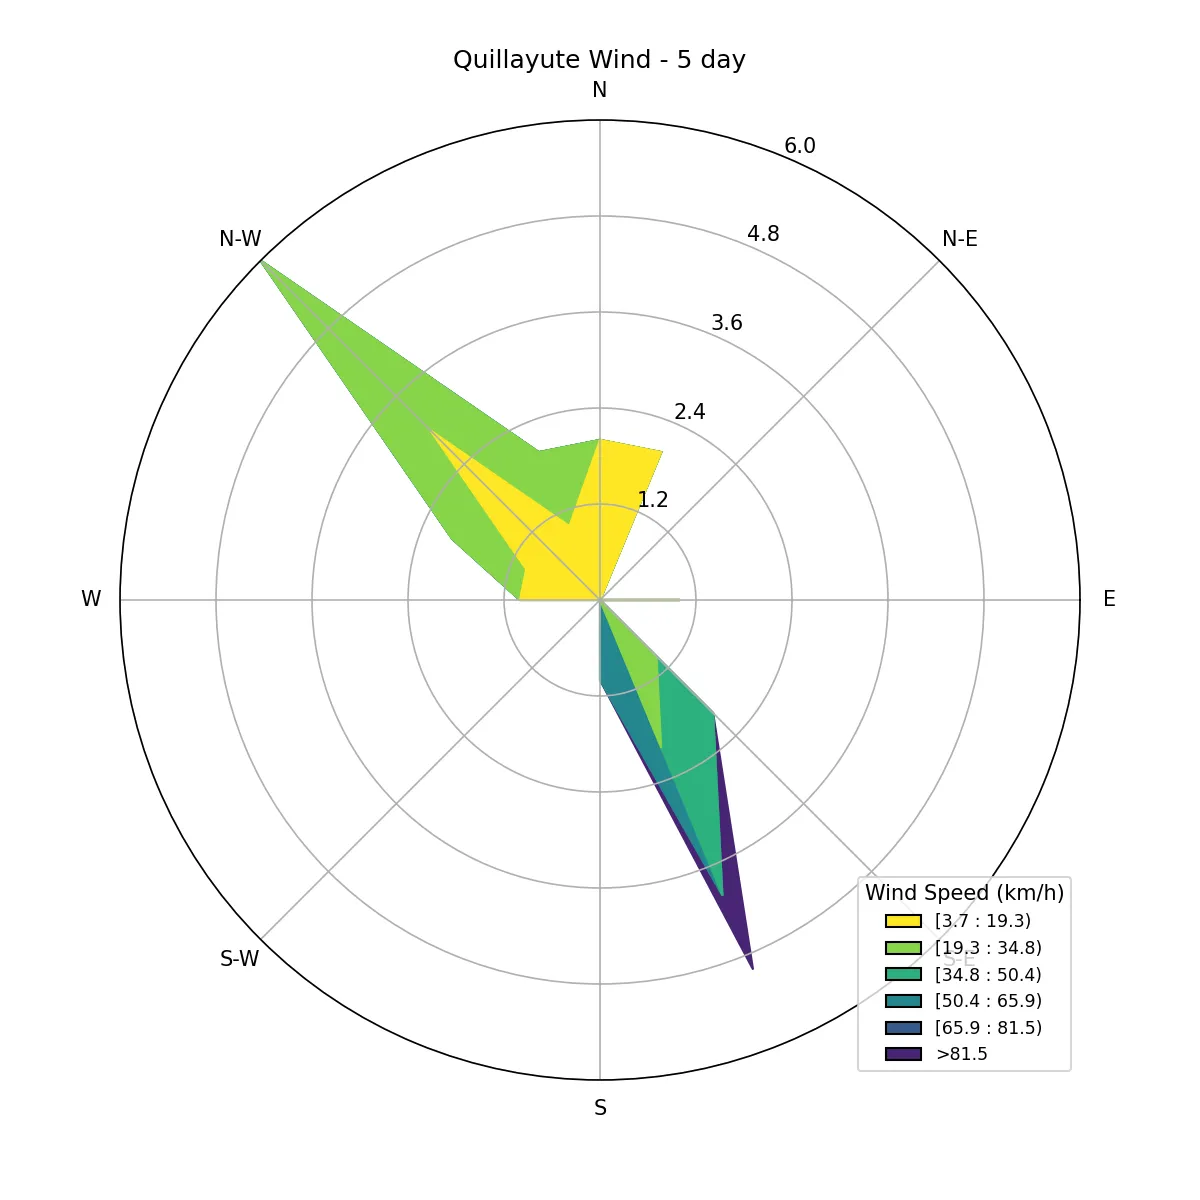 Quillayute Wind - 5 day
N
6.0
4.8
N-W
N-E
3.6
2.4
1.2
W
E
Wind Speed (km/h)
[3.7 : 19.3)
[19.3 : 34.8)
S-W
S-E
[34.8 : 50.4)
[50.4 : 65.9)
[65.9 : 81.5)
>81.5
S